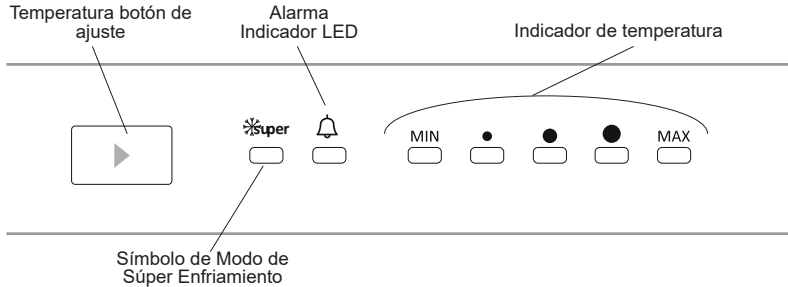 Temperatura botón de
ajuste
Alarma
Indicador LED
Indicador de temperatura
super
MIN
MAX
Símbolo de Modo de
Súper Enfriamiento